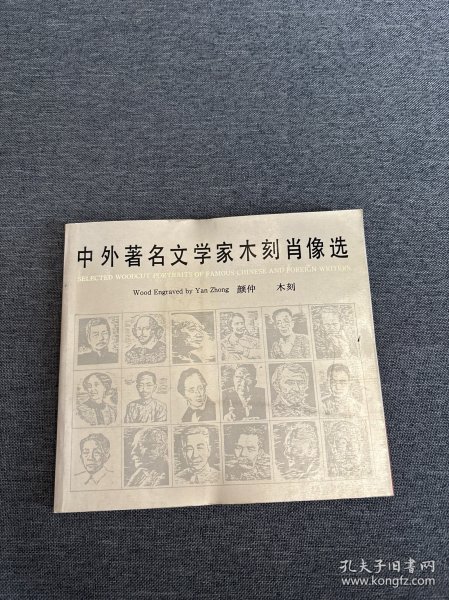 中外著名文学家木刻肖像选
SELECTED WOODCUT PORTRAITS OF FAMOUS CHINESE AND FOREIGN WRITERS
Wood Engraved by Yan Zhong 颜仲 木刻
孔夫子旧书网
www.kongfz.com